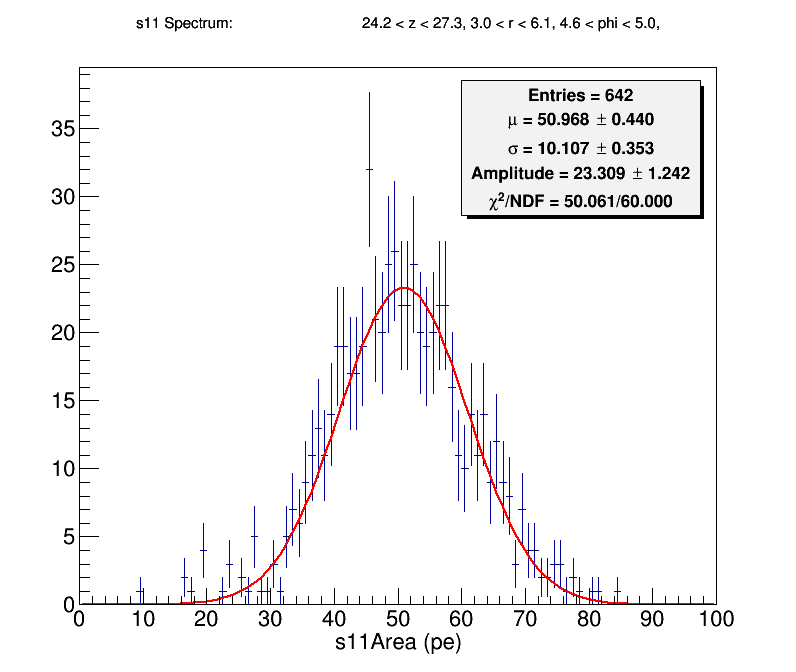 s11 Spectrum: 24.2 < z < 27.3, 3.0 < r < 6.1, 4.6 < phi < 5.0,
Entries = 642
μ = 50.968 ± 0.440
σ = 10.107 ± 0.353
Amplitude = 23.309 ± 1.242
χ²/NDF = 50.061/60.000
35
30
25
20
15
10
5
0
0 10 20 30 40 50 60 70 80 90 100
s11Area (pe)